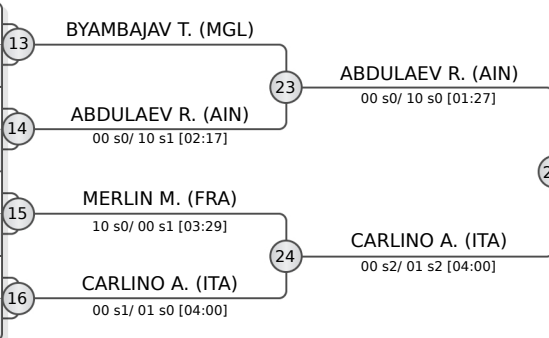 13
BYAMBAJAV T. (MGL)
23
ABDULAEV R. (AIN)
00 s0/ 10 s0 [01:27]
14
ABDULAEV R. (AIN)
00 s0/ 10 s1 [02:17]
15
MERLIN M. (FRA)
10 s0/ 00 s1 [03:29]
24
CARLINO A. (ITA)
00 s2/ 01 s2 [04:00]
16
CARLINO A. (ITA)
00 s1/ 01 s0 [04:00]